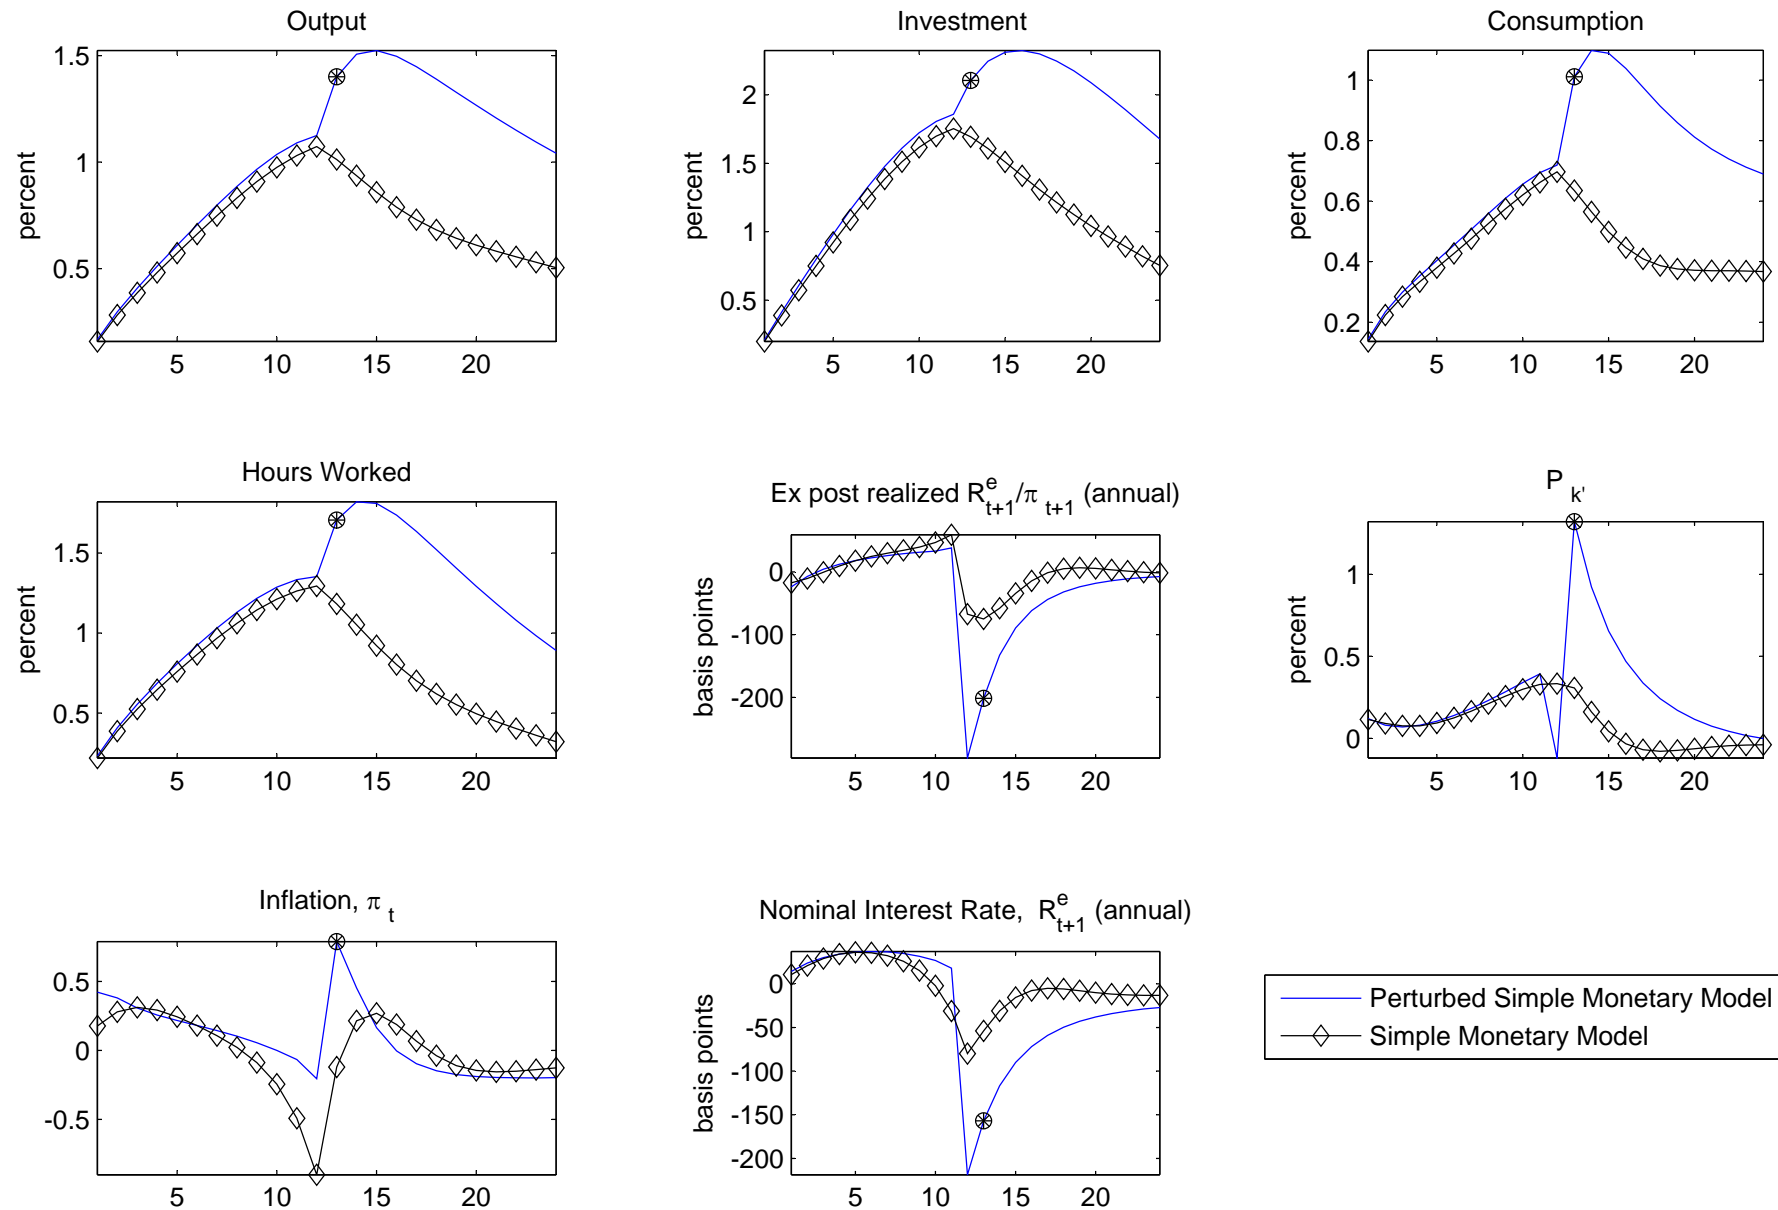 Output
percent
1.5
1
0.5
5 10 15 20
Investment
percent
2
1.5
1
0.5
5 10 15 20
Consumption
percent
1
0.8
0.6
0.4
0.2
5 10 15 20
Hours Worked
percent
1.5
1
0.5
5 10 15 20
Ex post realized R^e_{t+1}/π_{t+1} (annual)
basis points
0
-100
-200
5 10 15 20
P_{k'}
percent
1
0.5
0
5 10 15 20
Inflation, π_t
0.5
0
-0.5
5 10 15 20
Nominal Interest Rate, R^e_{t+1} (annual)
basis points
0
-50
-100
-150
-200
5 10 15 20
Perturbed Simple Monetary Model
Simple Monetary Model